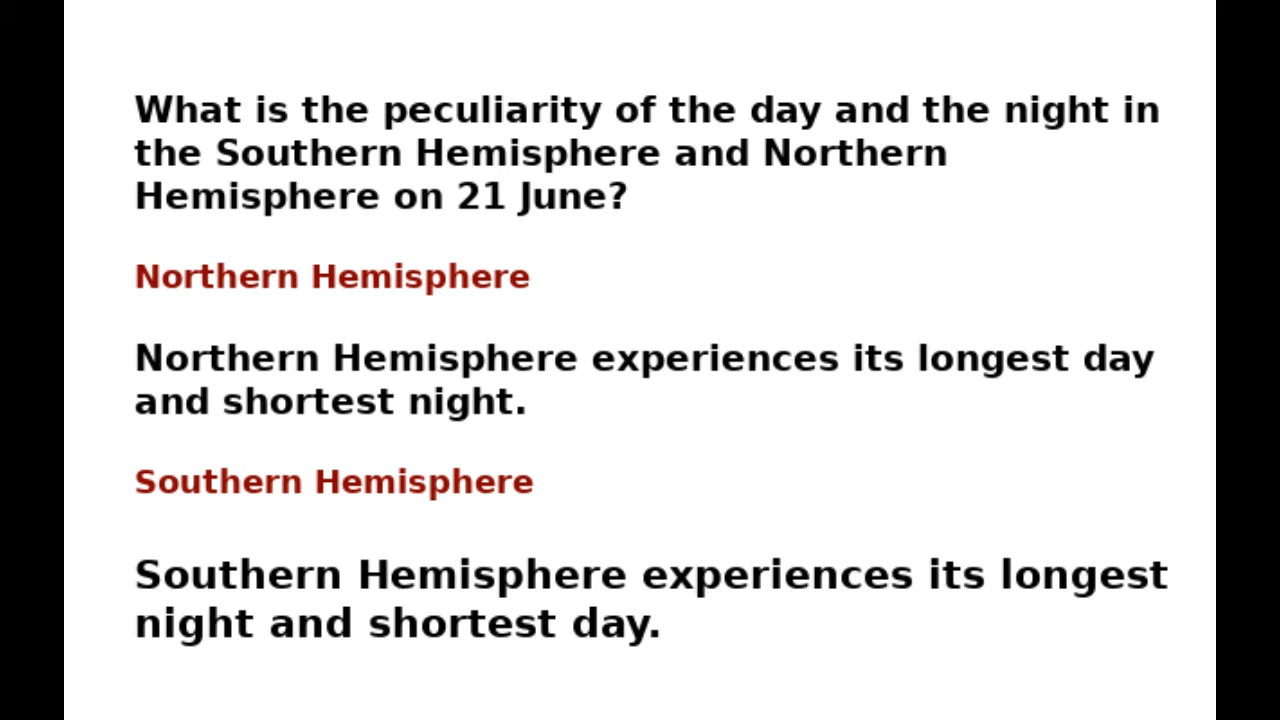 What is the peculiarity of the day and the night in
the Southern Hemisphere and Northern
Hemisphere on 21 June?
Northern Hemisphere
Northern Hemisphere experiences its longest day
and shortest night.
Southern Hemisphere
Southern Hemisphere experiences its longest
night and shortest day.